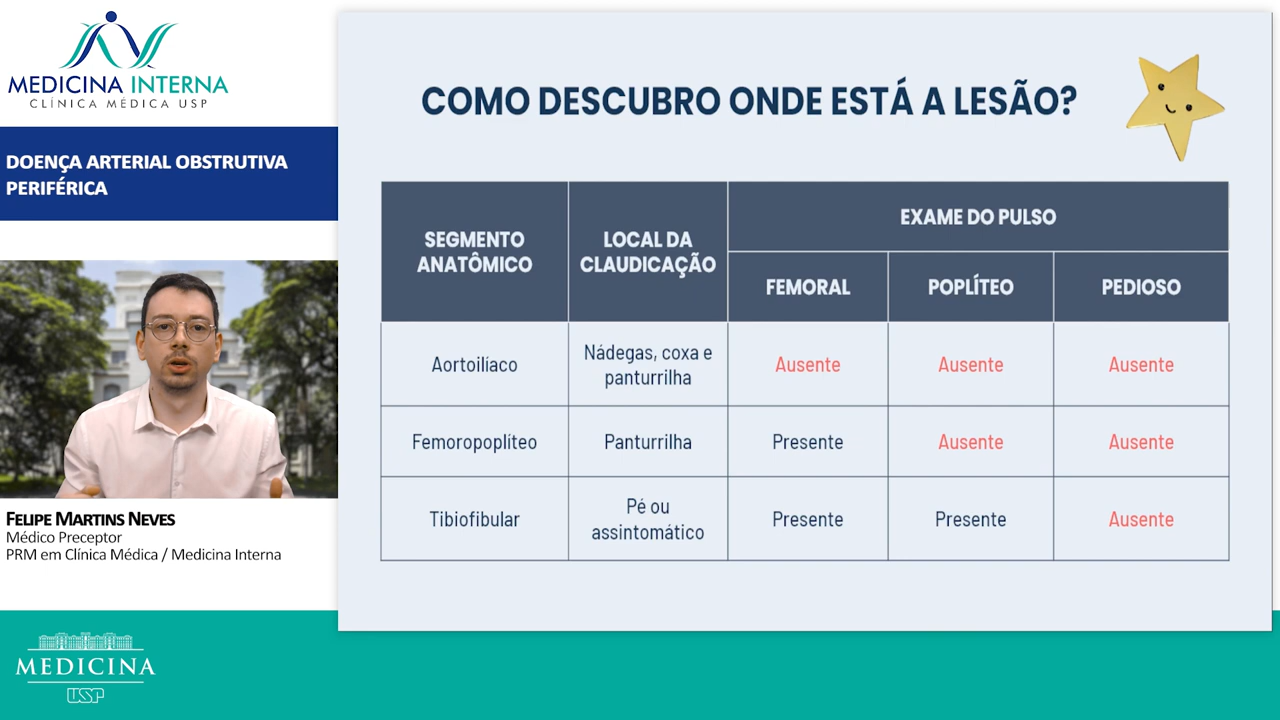 MEDICINA INTERNA
CLÍNICA MÉDICA USP
DOENÇA ARTERIAL OBSTRUTIVA
PERIFÉRICA
FELIPE MARTINS NEVES
Médico Preceptor
PRM em Clínica Médica / Medicina Interna
MEDICINA
USP
COMO DESCUBRO ONDE ESTÁ A LESÃO?
SEGMENTO
ANATÔMICO
LOCAL DA
CLAUDICAÇÃO
EXAME DO PULSO
FEMORAL
POPLÍTEO
PEDIOSO
Aortoilíaco
Nádegas, coxa e
panturrilha
Ausente
Ausente
Ausente
Femoropoplíteo
Panturrilha
Presente
Ausente
Ausente
Tibiofibular
Pé ou
assintomático
Presente
Presente
Ausente